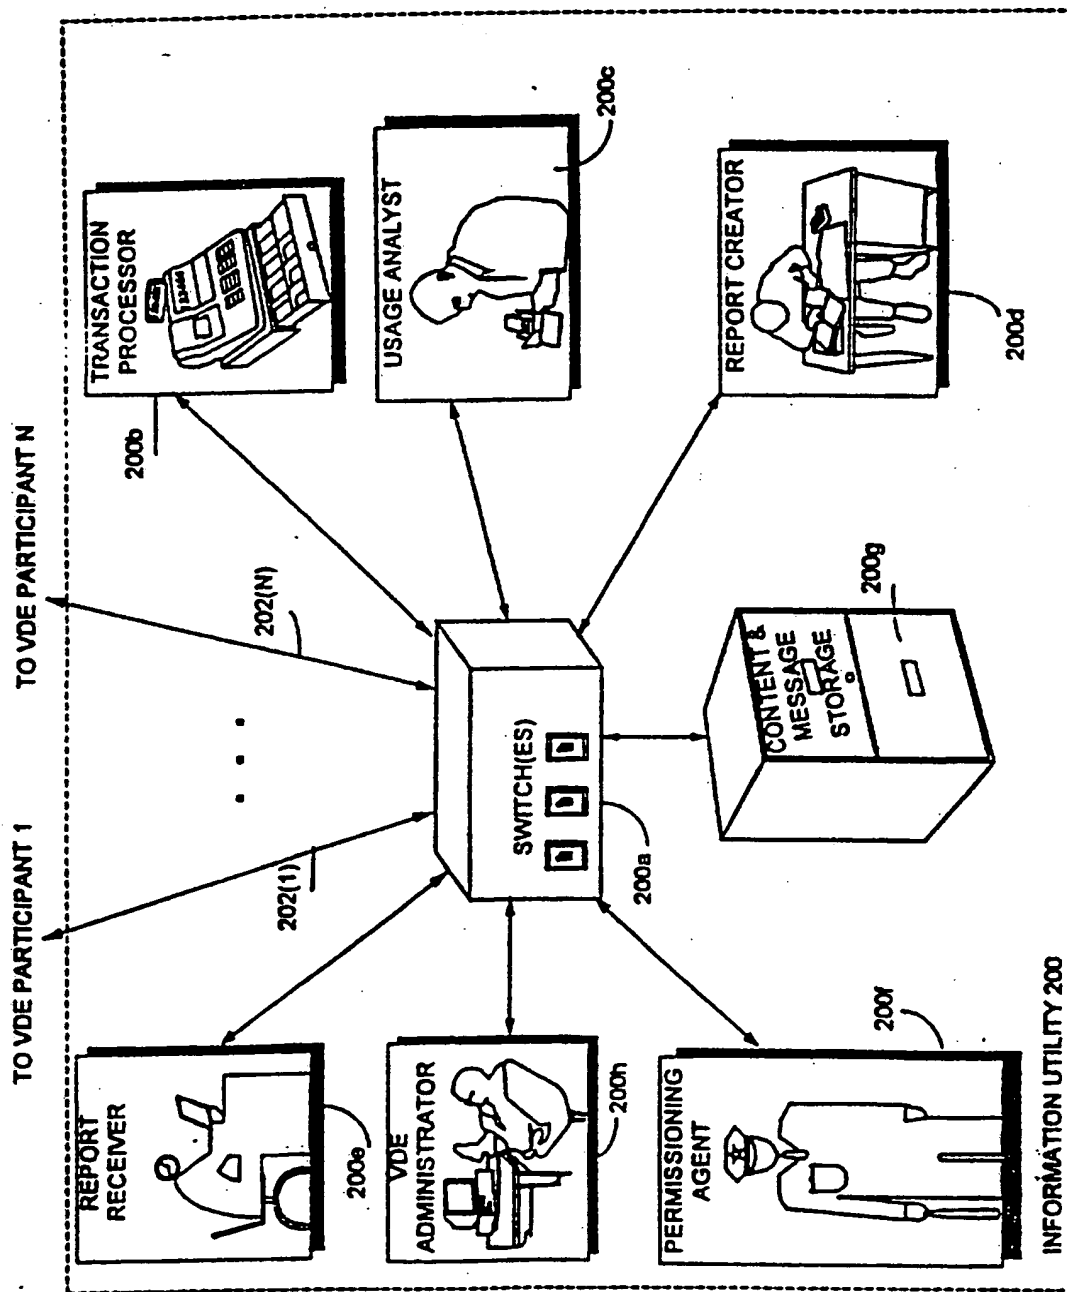 TO VDE PARTICIPANT 1
TO VDE PARTICIPANT N
202(1)
202(N)
REPORT
RECEIVER
200e
TRANSACTION
PROCESSOR
200b
VDE
ADMINISTRATOR
200h
SWITCH(ES)
200a
USAGE ANALYST
200c
PERMISSIONING
AGENT
200f
CONTENT &
MESSAGE
STORAGE
200g
REPORT CREATOR
200d
INFORMATION UTILITY 200